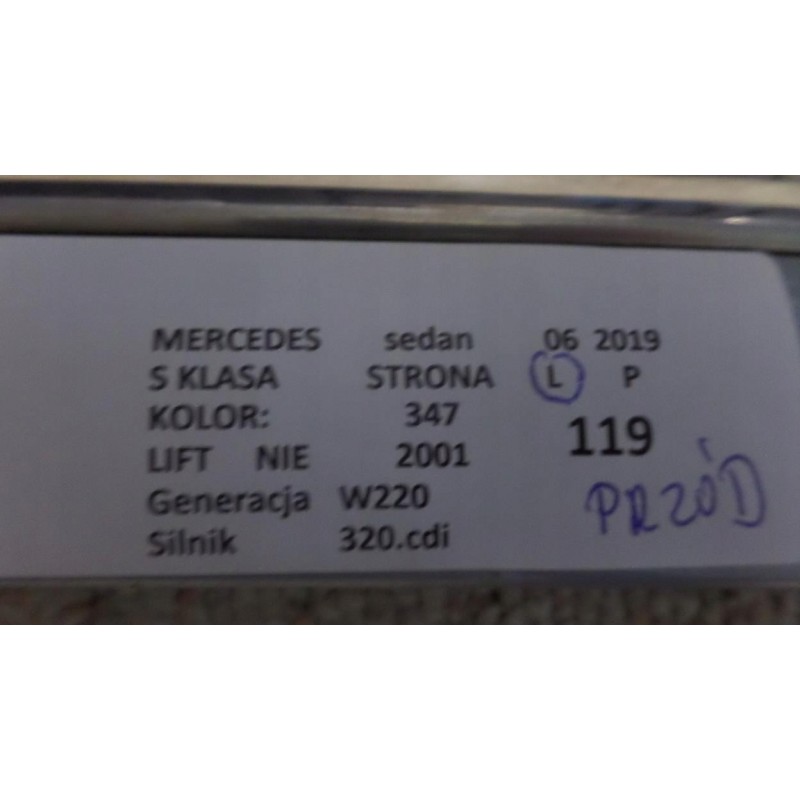 MERCEDES sedan 06 2019
S KLASA STRONA L P
KOLOR: 347 119
LIFT NIE 2001
Generacja W220 PRZÓD
Silnik 320.cdi